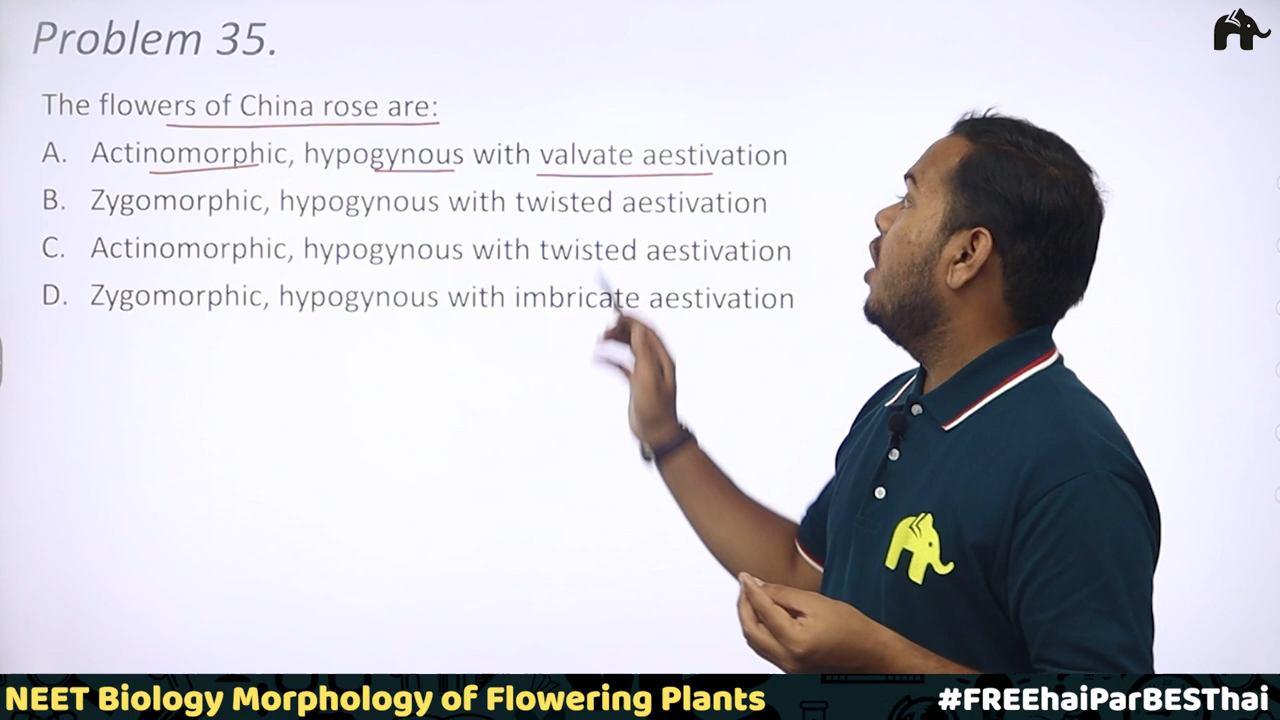 Problem 35.
The flowers of China rose are:
A. Actinomorphic, hypogynous with valvate aestivation
B. Zygomorphic, hypogynous with twisted aestivation
C. Actinomorphic, hypogynous with twisted aestivation
D. Zygomorphic, hypogynous with imbricate aestivation
NEET Biology Morphology of Flowering Plants
#FREEhaiParBESThai